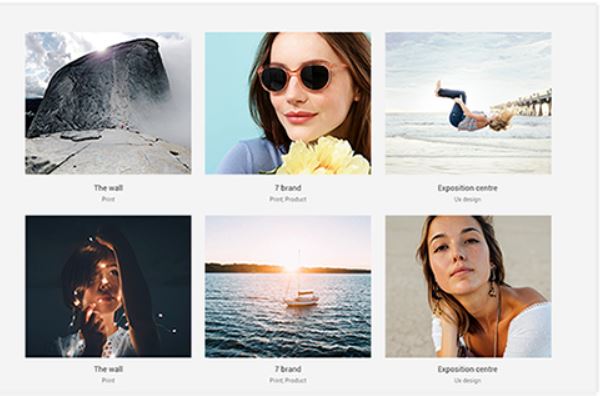 The wall
Print
7 brand
Print, Product
Exposition centre
Ux design
The wall
Print
7 brand
Print, Product
Exposition centre
Ux design